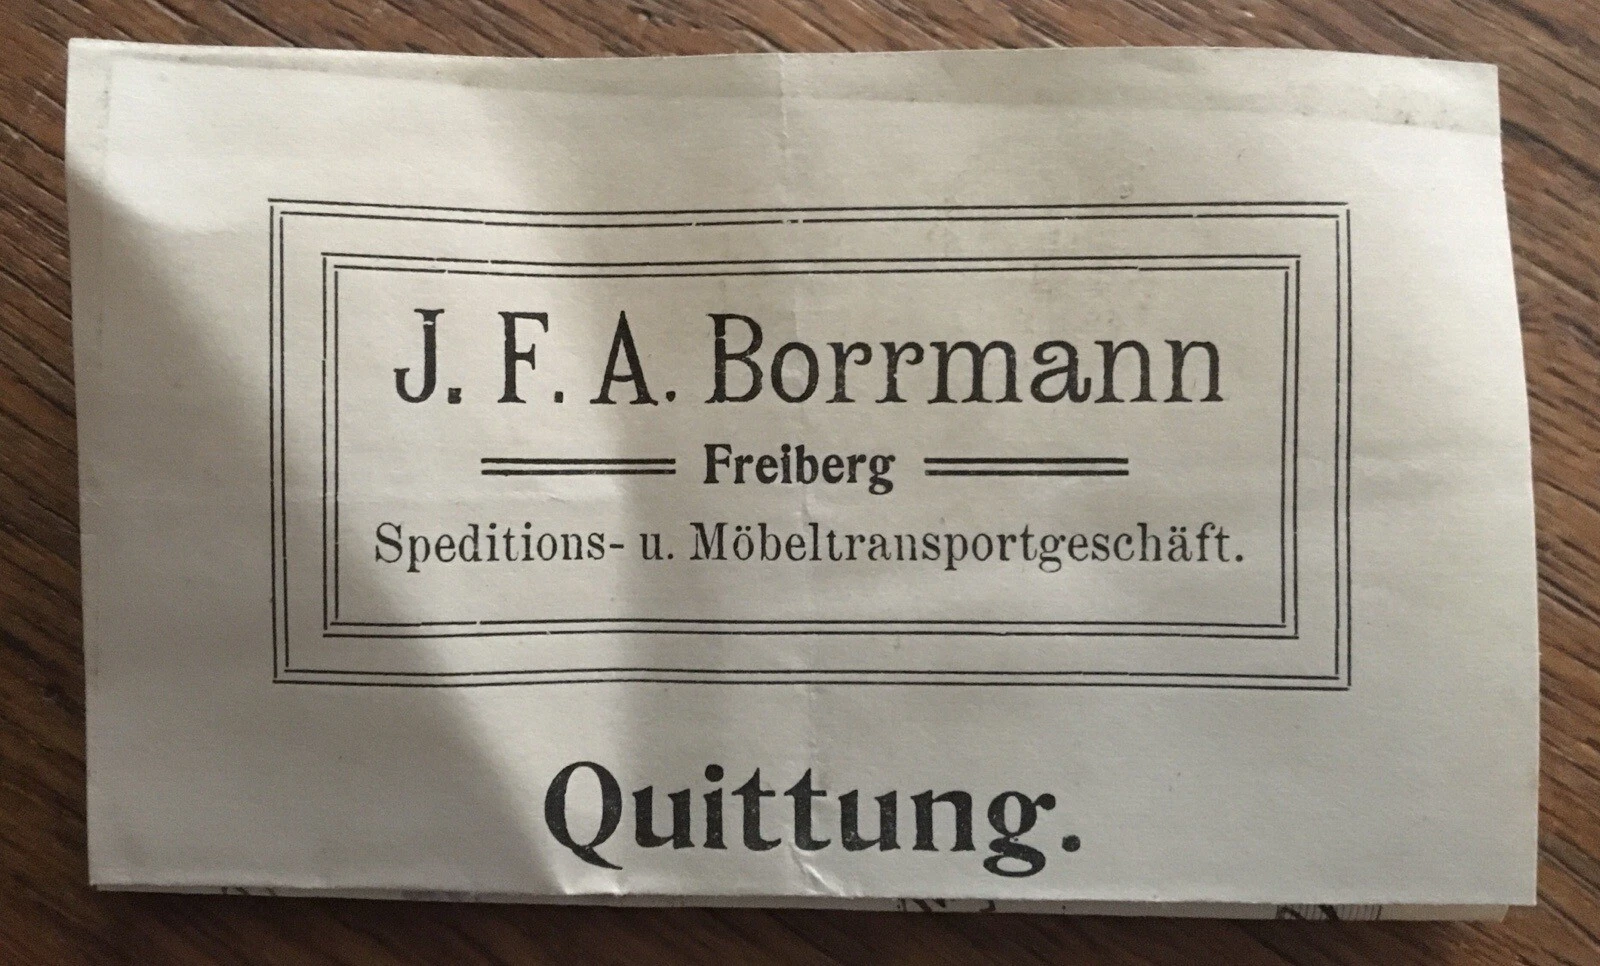 J. F. A. Borrmann
Freiberg
Speditions- u. Möbeltransportgeschäft.
Quittung.